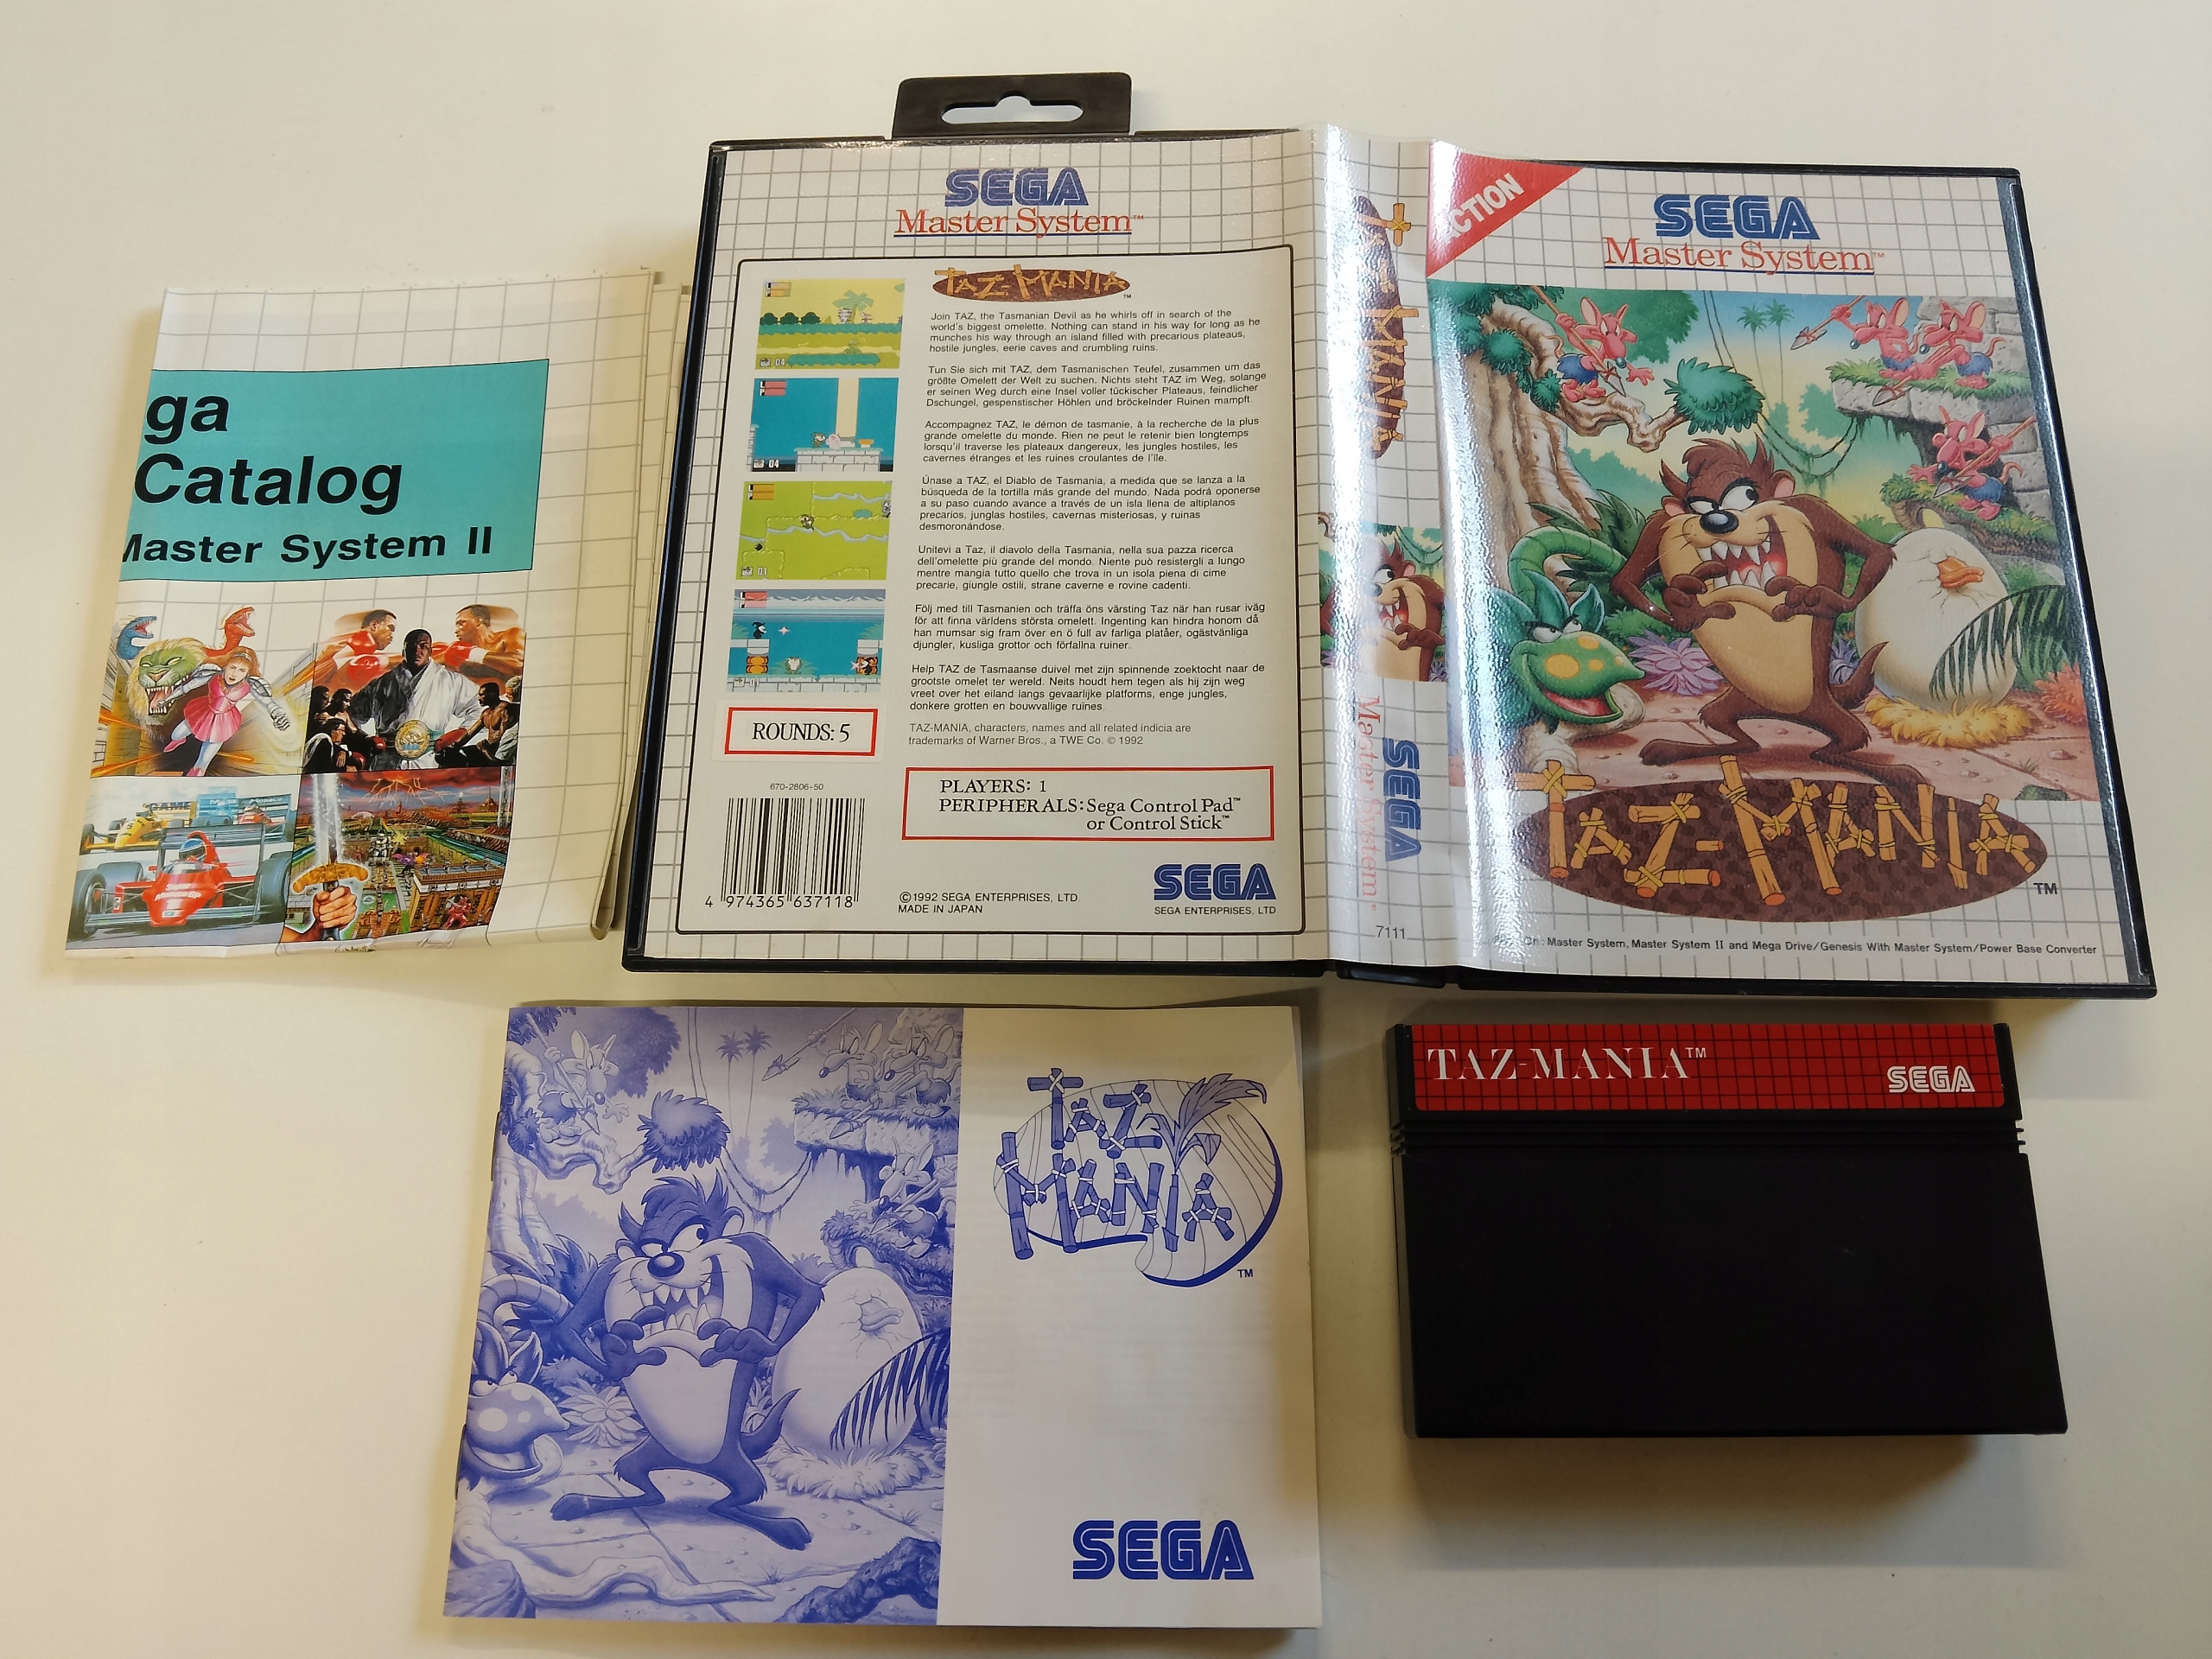 ga
Catalog
Master System II
GAME
SEGA
Master System™
TAZ-MANIA
™
Join TAZ, the Tasmanian Devil as he whirls off in search of the
world's biggest omelette. Nothing can stand in his way for long as he
munches his way through an island filled with precarious plateaus,
hostile jungles, eerie caves and crumbling ruins.
Tun Sie sich mit TAZ, dem Tasmanischen Teufel, zusammen um das
größte Omelett der Welt zu suchen. Nichts steht TAZ im Weg, solange
er seinen Weg durch eine Insel voller tückischer Plateaus, feindlicher
Dschungel, gespenstischer Höhlen und bröckelnder Ruinen mampft.
Accompagnez TAZ, le démon de tasmanie, à la recherche de la plus
grande omelette du monde. Rien ne peut le retenir bien longtemps
lorsqu'il traverse les plateaux dangereux, les jungles hostiles, les
cavernes étranges et les ruines croulantes de l'île.
Únase a TAZ, el Diablo de Tasmania, a medida que se lanza a la
búsqueda de la tortilla más grande del mundo. Nada podrá oponerse
a su paso cuando avance a través de un isla llena de altiplanos
precarios, junglas hostiles, cavernas misteriosas, y ruinas
desmoronándose.
Unitevi a Taz, il diavolo della Tasmania, nella sua pazza ricerca
dell'omelette più grande del mondo. Niente può resistergli a lungo
mentre mangia tutto quello che trova in un isola piena di cime
precarie, giungle ostili, strane caverne e rovine cadenti.
Följ med till Tasmanien och träffa öns värsting Taz när han rusar iväg
för att finna världens största omelett. Ingenting kan hindra honom då
han mumsar sig fram över en ö full av farliga platåer, ogästvänliga
djungler, kusliga grottor och förfallna ruiner.
Help TAZ de Tasmaanse duivel met zijn spinnende zoektocht naar de
grootste omelet ter wereld. Neits houdt hem tegen als hij zijn weg
vreet over het eiland langs gevaarlijke platforms, enge jungles,
donkere grotten en bouwvallige ruïnes.
TAZ-MANIA, characters, names and all related indicia are
trademarks of Warner Bros., a TWE Co. © 1992
04
04
01
ROUNDS: 5
PLAYERS: 1
PERIPHERALS: Sega Control Pad™
or Control Stick™
670-2806-50
4 974365 637118
©1992 SEGA ENTERPRISES, LTD.
MADE IN JAPAN
SEGA
SEGA ENTERPRISES, LTD
TAZ-MANIA
Master System™
SEGA
7111
ACTION
SEGA
Master System™
TAZ-MANIA
™
On: Master System, Master System II and Mega Drive/Genesis With Master System/Power Base Converter
TAZ
MANIA
™
SEGA
TAZ-MANIA™
SEGA